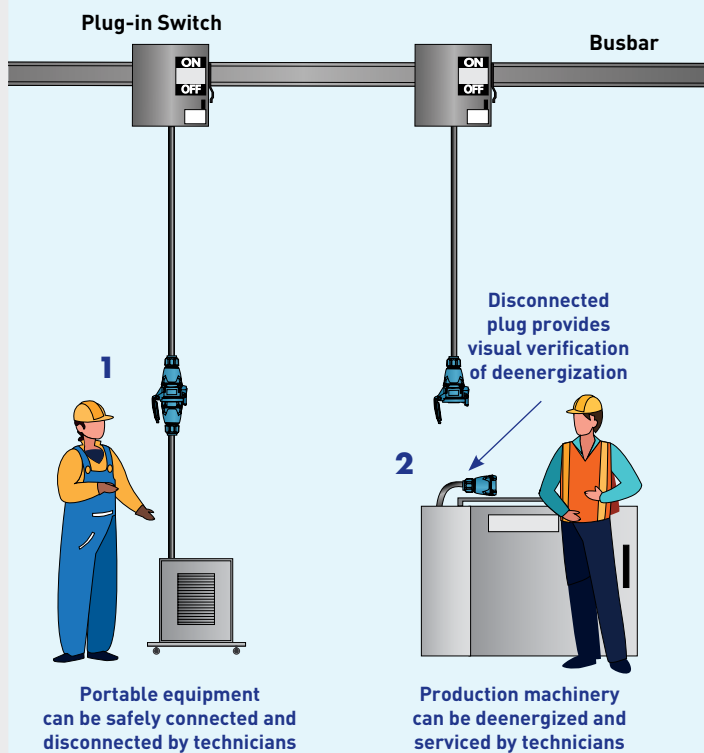 Plug-in Switch
Busbar
ON
OFF
ON
OFF
1
Disconnected
plug provides
visual verification
of deenergization
2
Portable equipment
can be safely connected and
disconnected by technicians
Production machinery
can be deenergized and
serviced by technicians